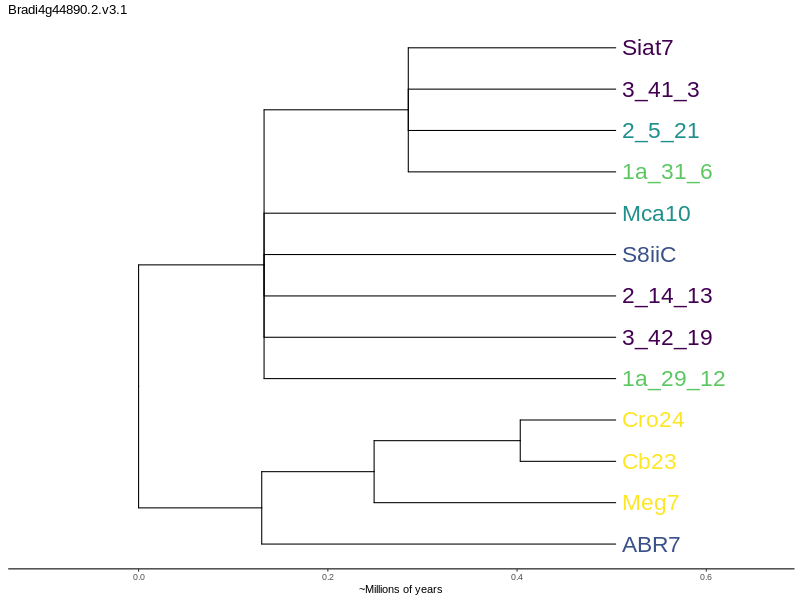 Bradi4g44890.2.v3.1
Siat7
3_41_3
2_5_21
1a_31_6
Mca10
S8iiC
2_14_13
3_42_19
1a_29_12
Cro24
Cb23
Meg7
ABR7
0.0 0.2 0.4 0.6
~Millions of years